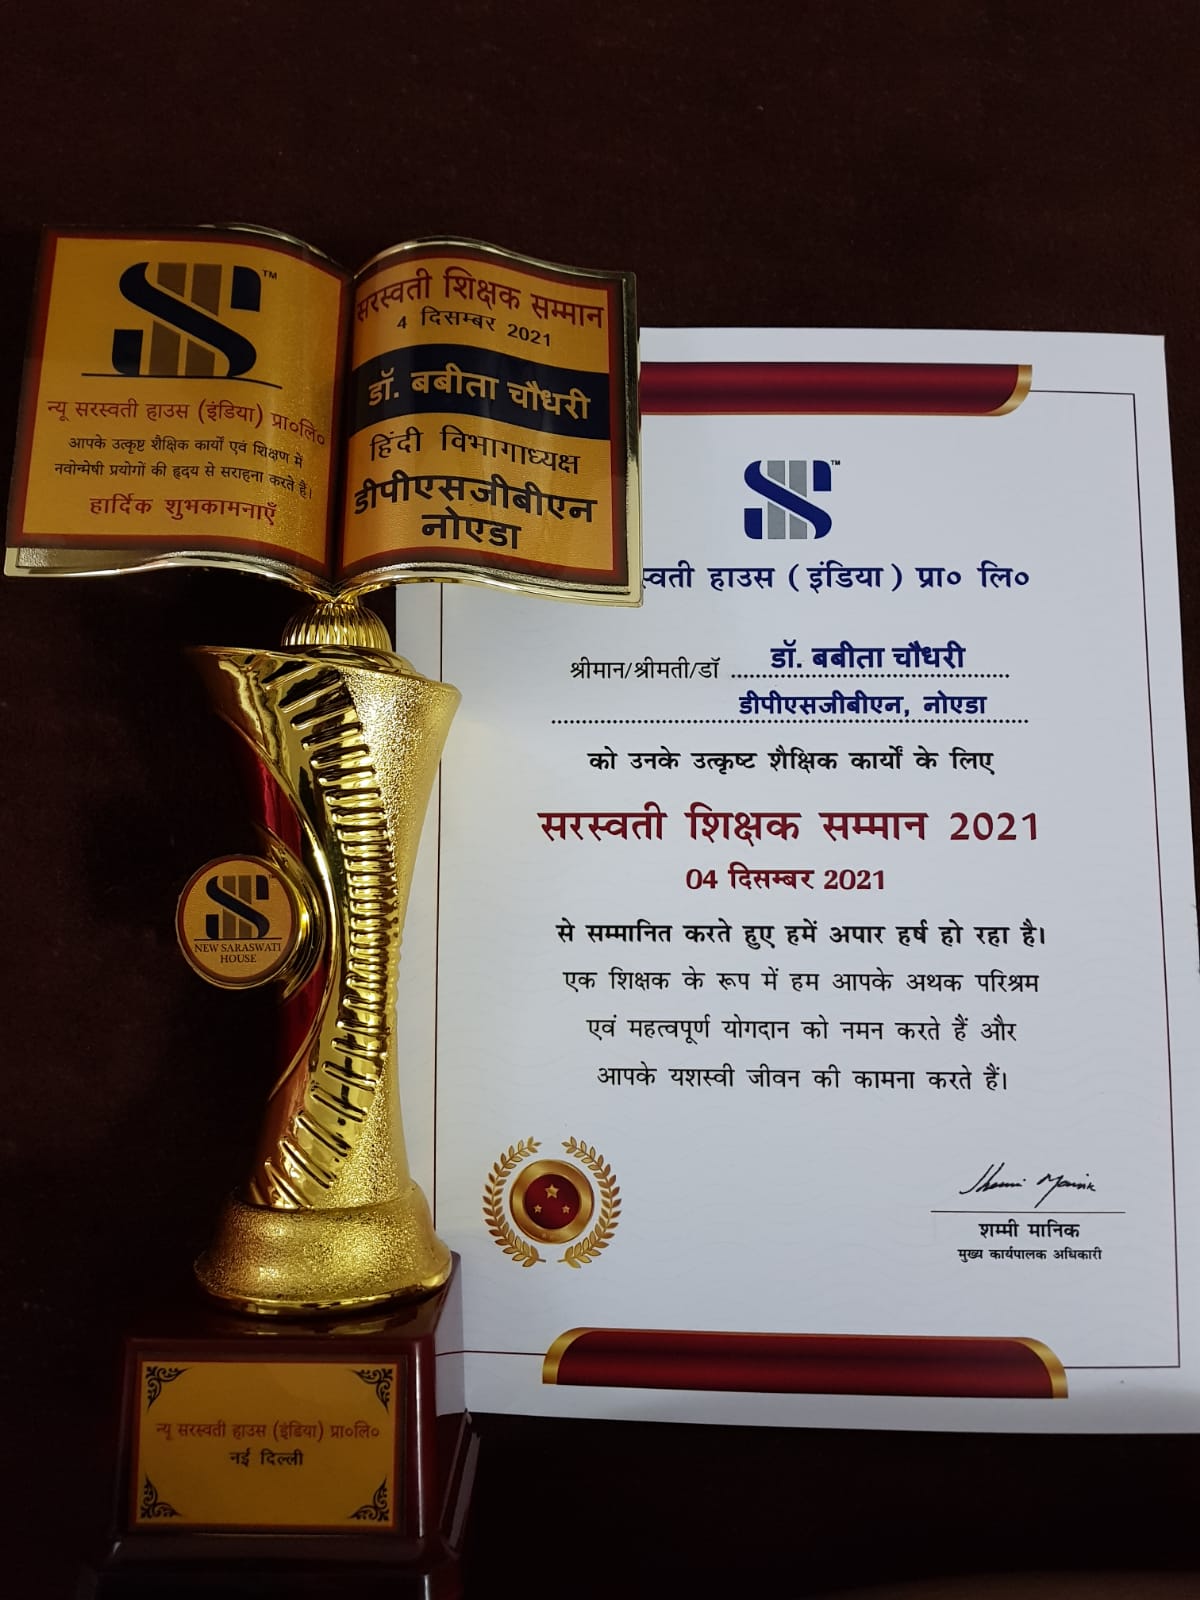 ™
न्यू सरस्वती हाउस (इंडिया) प्रा०लि०
आपके उत्कृष्ट शैक्षिक कार्यों एवं शिक्षण में
नवोन्मेषी प्रयोगों की हृदय से सराहना करते है।
हार्दिक शुभकामनाएँ
सरस्वती शिक्षक सम्मान
4 दिसम्बर 2021
डॉ. बबीता चौधरी
हिंदी विभागाध्यक्ष
डीपीएसजीबीएन
नोएडा
NEW SARASWATI
HOUSE
न्यू सरस्वती हाउस (इंडिया) प्रा०लि०
नई दिल्ली
™
स्वती हाउस ( इंडिया ) प्रा० लि०
श्रीमान/श्रीमती/डॉ डॉ. बबीता चौधरी
डीपीएसजीबीएन, नोएडा
को उनके उत्कृष्ट शैक्षिक कार्यों के लिए
सरस्वती शिक्षक सम्मान 2021
04 दिसम्बर 2021
से सम्मानित करते हुए हमें अपार हर्ष हो रहा है।
एक शिक्षक के रूप में हम आपके अथक परिश्रम
एवं महत्वपूर्ण योगदान को नमन करते हैं और
आपके यशस्वी जीवन की कामना करते हैं।
शम्मी मानिक
मुख्य कार्यपालक अधिकारी